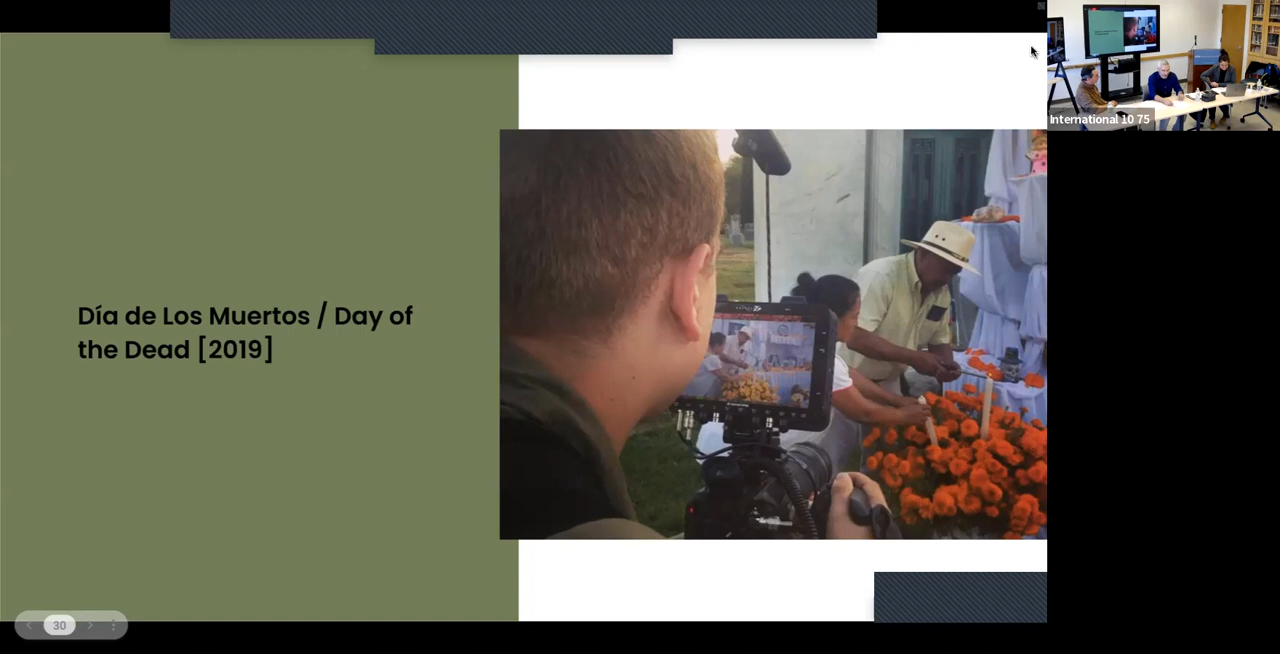 Día de Los Muertos / Day of
the Dead [2019]
International 10 75
30